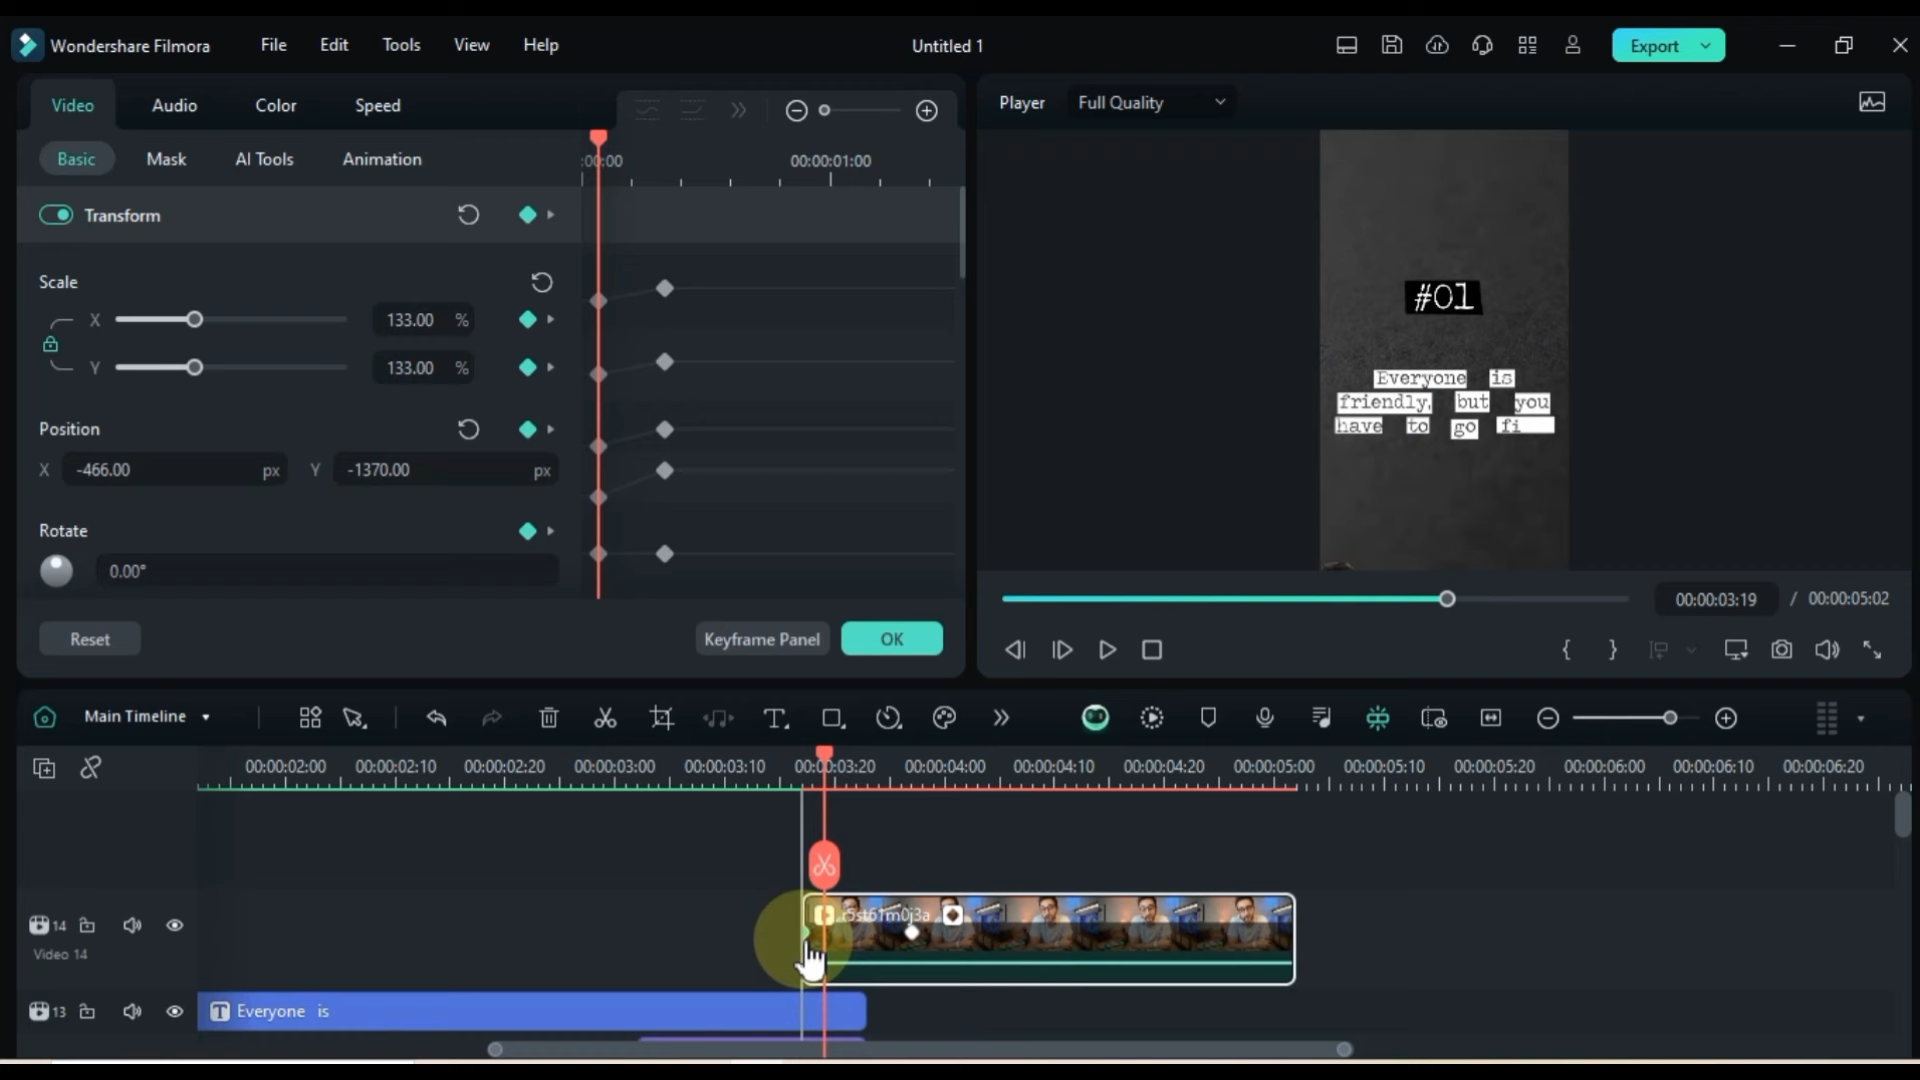 Wondershare Filmora File Edit Tools View Help Untitled 1 Export
Video Audio Color Speed
Player Full Quality
Basic Mask AI Tools Animation
:00:00 00:00:01:00
Transform
Scale
X 133.00 %
Y 133.00 %
Position
X -466.00 px Y -1370.00 px
Rotate
0.00°
Reset Keyframe Panel OK
#01
Everyone is
friendly, but you
have to go fi
00:00:03:19 / 00:00:05:02
Main Timeline
00:00:02:00 00:00:02:10 00:00:02:20 00:00:03:00 00:00:03:10 00:00:03:20 00:00:04:00 00:00:04:10 00:00:04:20 00:00:05:00 00:00:05:10 00:00:05:20 00:00:06:00 00:00:06:10 00:00:06:20
14
r5st61m0j3a
Video 14
13
T Everyone is